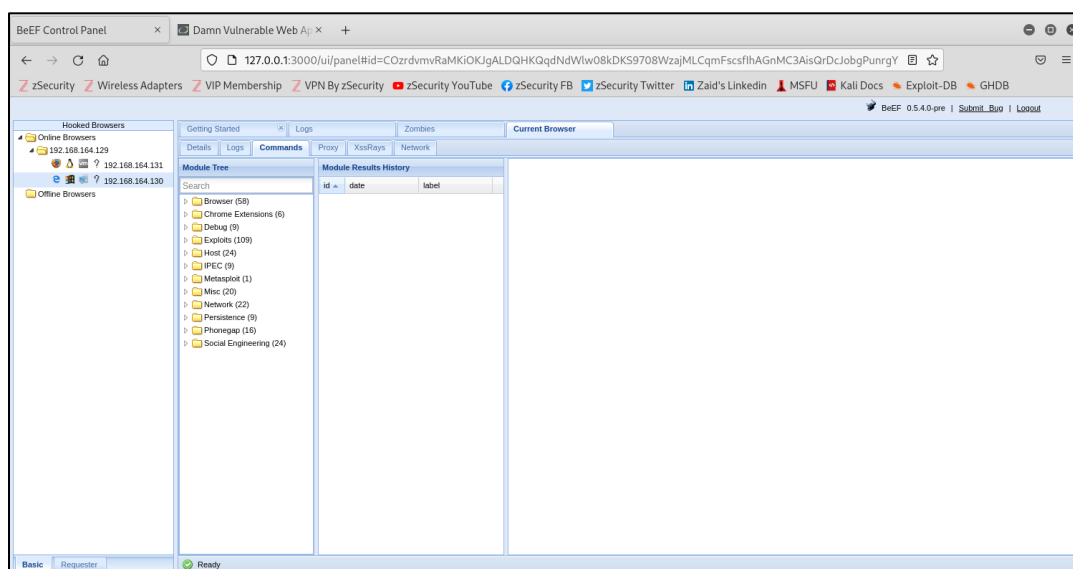 BeEF Control Panel
Damn Vulnerable Web Ap
127.0.0.1:3000/ui/panel#id=COzrdvmvRaMKiOKJgALDQHKQqdNdWlw08kDKS9708WzajMLCqmFscsflhAGnMC3AisQrDcJobgPunrgY
zSecurity Wireless Adapters VIP Membership VPN By zSecurity zSecurity YouTube zSecurity FB zSecurity Twitter Zaid's Linkedin MSFU Kali Docs Exploit-DB GHDB
BeEF 0.5.4.0-pre | Submit Bug | Logout
Hooked Browsers
Online Browsers
192.168.164.129
? 192.168.164.131
? 192.168.164.130
Offline Browsers
Basic Requester
Getting Started Logs Zombies Current Browser
Details Logs Commands Proxy XssRays Network
Module Tree
Search
Browser (58)
Chrome Extensions (6)
Debug (9)
Exploits (109)
Host (24)
IPEC (9)
Metasploit (1)
Misc (20)
Network (22)
Persistence (9)
Phonegap (16)
Social Engineering (24)
Module Results History
id date label
Ready